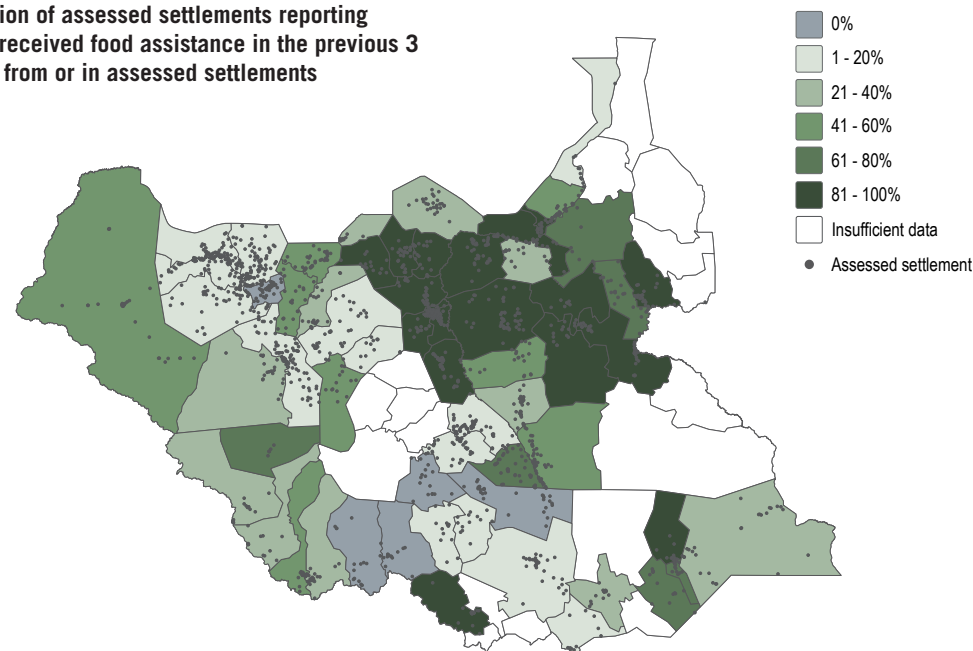 ion of assessed settlements reporting
received food assistance in the previous 3
from or in assessed settlements
0%
1 - 20%
21 - 40%
41 - 60%
61 - 80%
81 - 100%
Insufficient data
Assessed settlement